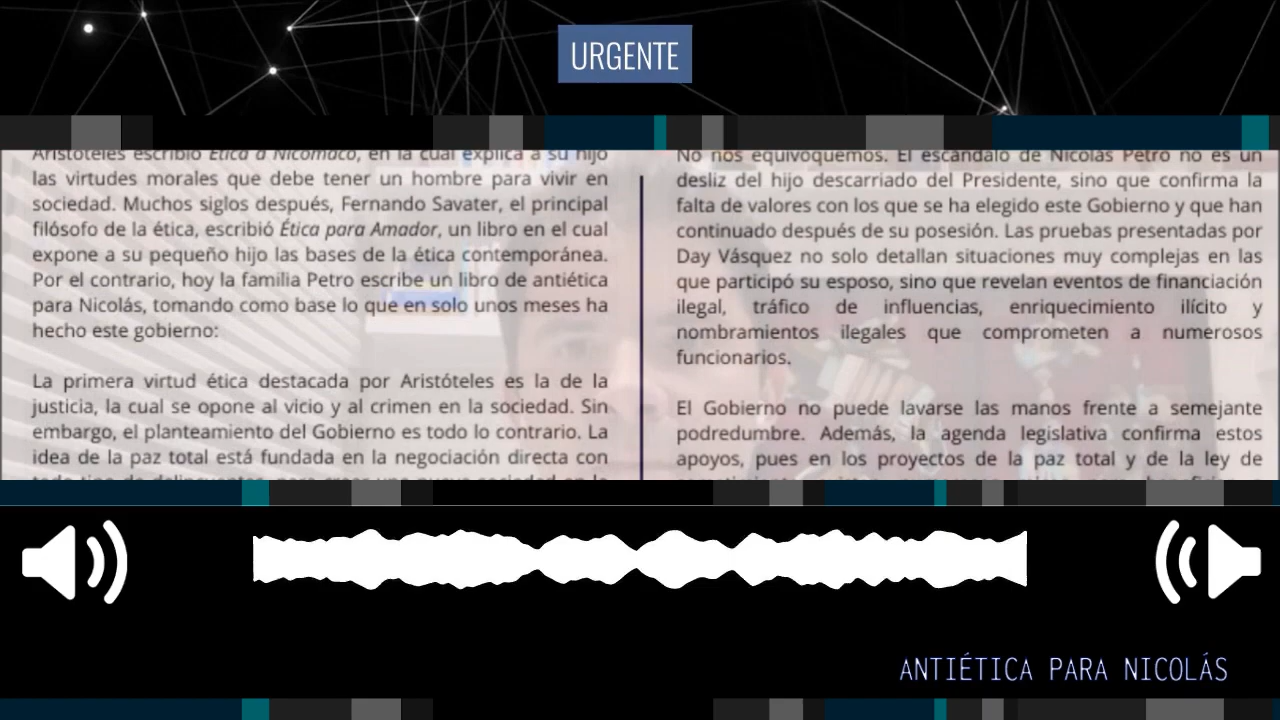 URGENTE
Aristóteles escribió Ética a Nicómaco, en la cual explica a su hijo
las virtudes morales que debe tener un hombre para vivir en
sociedad. Muchos siglos después, Fernando Savater, el principal
filósofo de la ética, escribió Ética para Amador, un libro en el cual
expone a su pequeño hijo las bases de la ética contemporánea.
Por el contrario, hoy la familia Petro escribe un libro de antiética
para Nicolás, tomando como base lo que en solo unos meses ha
hecho este gobierno:
La primera virtud ética destacada por Aristóteles es la de la
justicia, la cual se opone al vicio y al crimen en la sociedad. Sin
embargo, el planteamiento del Gobierno es todo lo contrario. La
idea de la paz total está fundada en la negociación directa con
No nos equivoquemos. El escándalo de Nicolás Petro no es un
desliz del hijo descarriado del Presidente, sino que confirma la
falta de valores con los que se ha elegido este Gobierno y que han
continuado después de su posesión. Las pruebas presentadas por
Day Vásquez no solo detallan situaciones muy complejas en las
que participó su esposo, sino que revelan eventos de financiación
ilegal, tráfico de influencias, enriquecimiento ilícito y
nombramientos ilegales que comprometen a numerosos
funcionarios.
El Gobierno no puede lavarse las manos frente a semejante
podredumbre. Además, la agenda legislativa confirma estos
apoyos, pues en los proyectos de la paz total y de la ley de
ANTIÉTICA PARA NICOLÁS